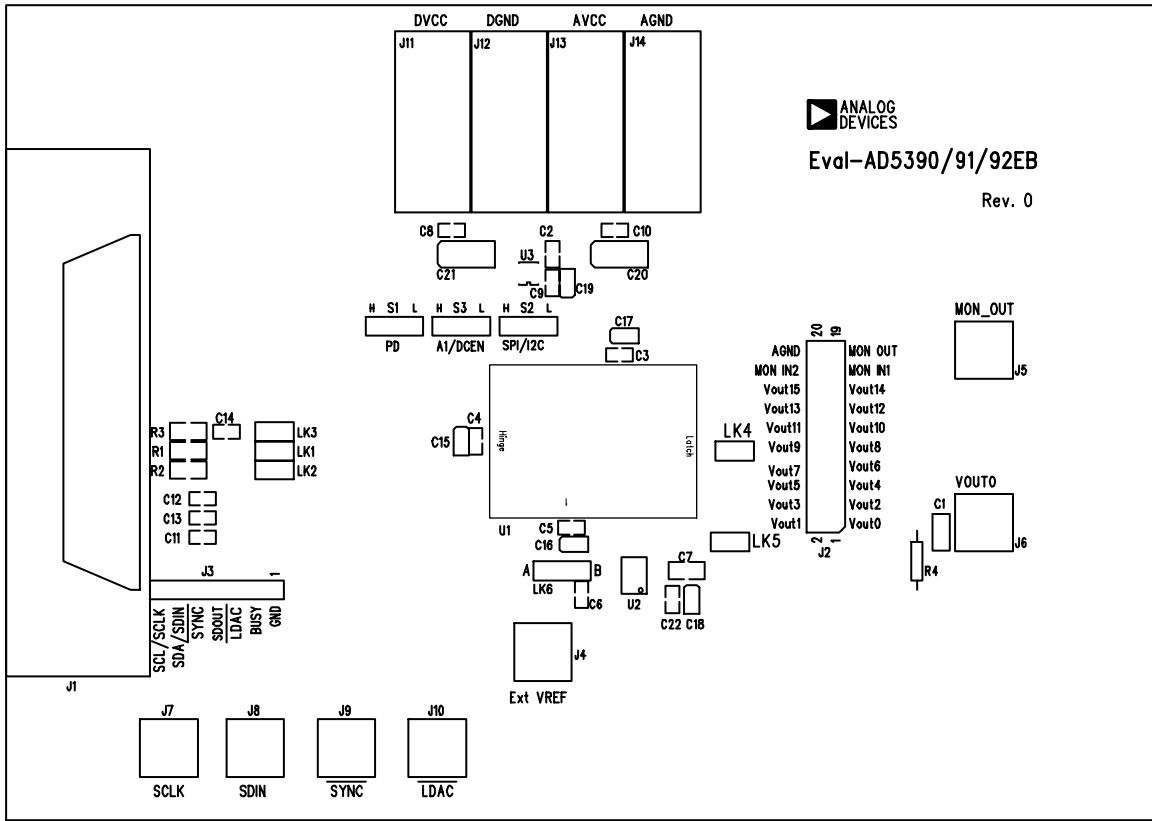 DVCC DGND AVCC AGND
J11 J12 J13 J14
ANALOG
DEVICES
Eval-AD5390/91/92EB
Rev. 0
C8 C2 C10
U3
C21 C9 C19 C20
H S1 L H S3 L H S2 L
PD A1/DCEN SPI/I2C
C17
C3
MON_OUT
J5
20 19
AGND MON OUT
MON IN2 MON IN1
Vout15 Vout14
Vout13 Vout12
Vout11 Vout10
Vout9 Vout8
Vout7 Vout6
Vout5 Vout4
Vout3 Vout2
Vout1 Vout0
2 1
J2
C14
R3 LK3
R1 LK1
R2 LK2
C12
C13
C11
C4
C15
Hinge Latch
LK4
U1
C5
C16
LK5
VOUT0
C1
J6
R4
A B
LK6
C6
U2
C7
C22 C18
J3 1
SCL/SCLK
SDA/SDIN
SYNC
SDOUT
LDAC
BUSY
GND
J4
Ext VREF
J1
J7 J8 J9 J10
SCLK SDIN SYNC LDAC